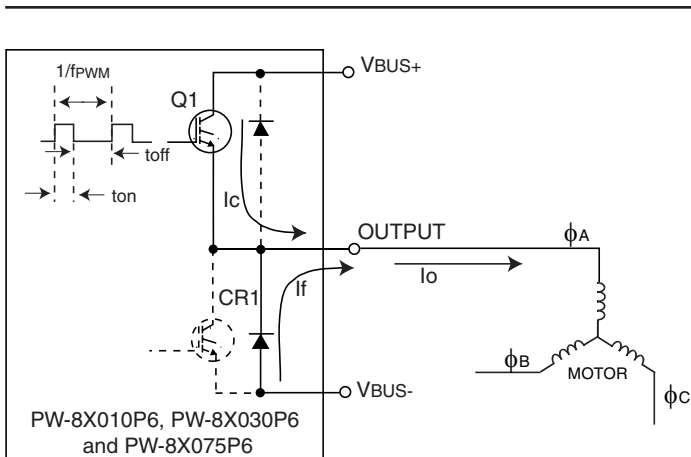 1/fPWM
Q1
VBUS+
toff
ton
Ic
OUTPUT
ϕA
CR1
If
Io
ϕB
MOTOR
ϕC
VBUS-
PW-8X010P6, PW-8X030P6
and PW-8X075P6